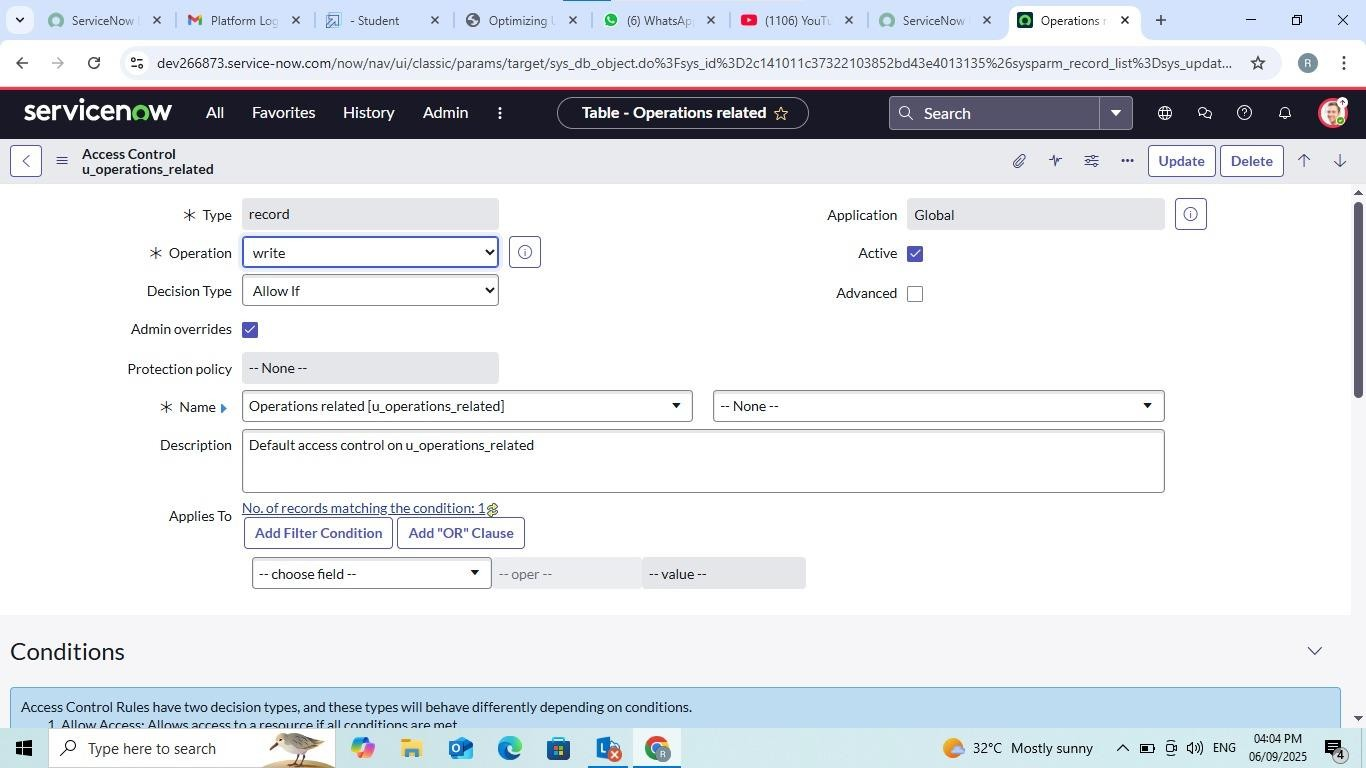 ServiceNow
Platform Log
- Student
Optimizing
(6) WhatsAp
(1106) YouTu
ServiceNow
Operations r
dev266873.service-now.com/now/nav/ui/classic/params/target/sys_db_object.do%3Fsys_id%3D2c141011c37322103852bd43e4013135%26sysparm_record_list%3Dsys_updat...
R
servicenow
All
Favorites
History
Admin
Table - Operations related
Search
Access Control
u_operations_related
Update
Delete
Type
record
Application
Global
Operation
write
Active
Decision Type
Allow If
Advanced
Admin overrides
Protection policy
-- None --
Name
Operations related [u_operations_related]
-- None --
Description
Default access control on u_operations_related
Applies To
No. of records matching the condition: 1
Add Filter Condition
Add "OR" Clause
-- choose field --
-- oper --
-- value --
Conditions
Access Control Rules have two decision types, and these types will behave differently depending on conditions.
1. Allow Access: Allows access to a resource if all conditions are met
Type here to search
32°C Mostly sunny
ENG
04:04 PM
06/09/2025
4